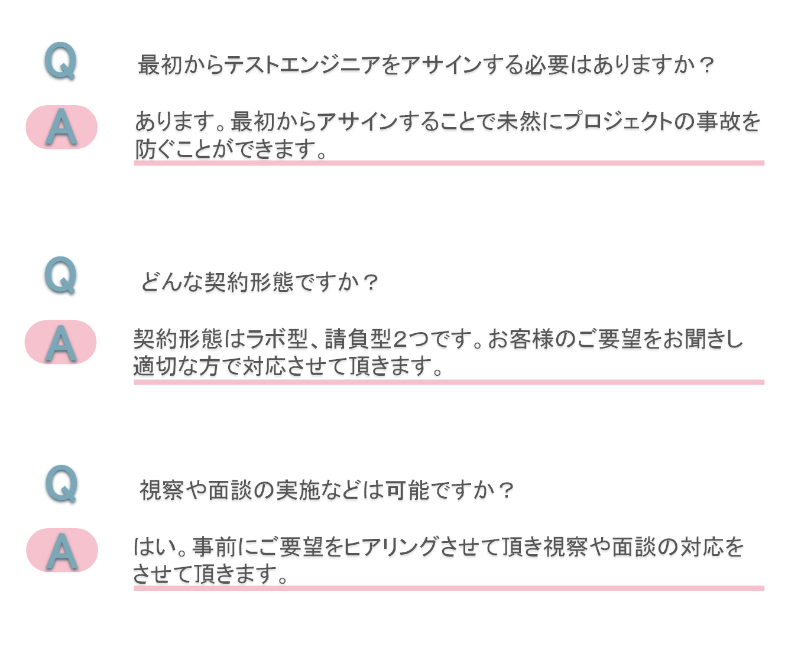 Q
最初からテストエンジニアをアサインする必要はありますか？
A
あります。最初からアサインすることで未然にプロジェクトの事故を
防ぐことができます。
Q
どんな契約形態ですか？
A
契約形態はラボ型、請負型２つです。お客様のご要望をお聞きし
適切な方で対応させて頂きます。
Q
視察や面談の実施などは可能ですか？
A
はい。事前にご要望をヒアリングさせて頂き視察や面談の対応を
させて頂きます。